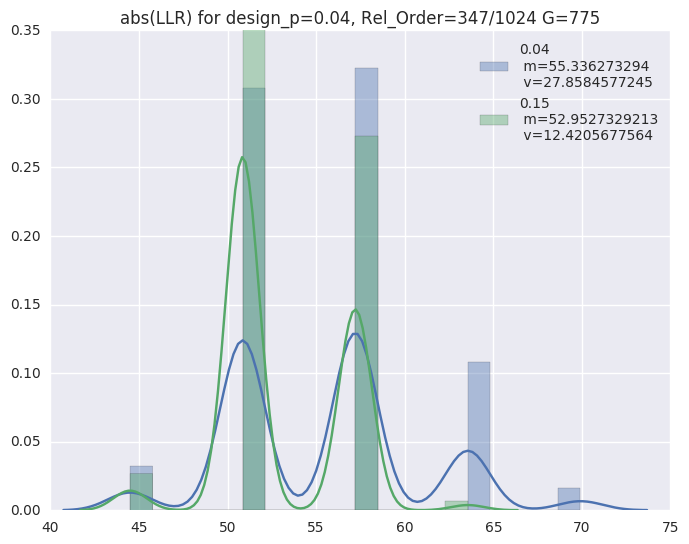 abs(LLR) for design_p=0.04, Rel_Order=347/1024 G=775
0.04
m=55.336273294
v=27.8584577245
0.15
m=52.9527329213
v=12.4205677564
0.35
0.30
0.25
0.20
0.15
0.10
0.05
0.00
40 45 50 55 60 65 70 75